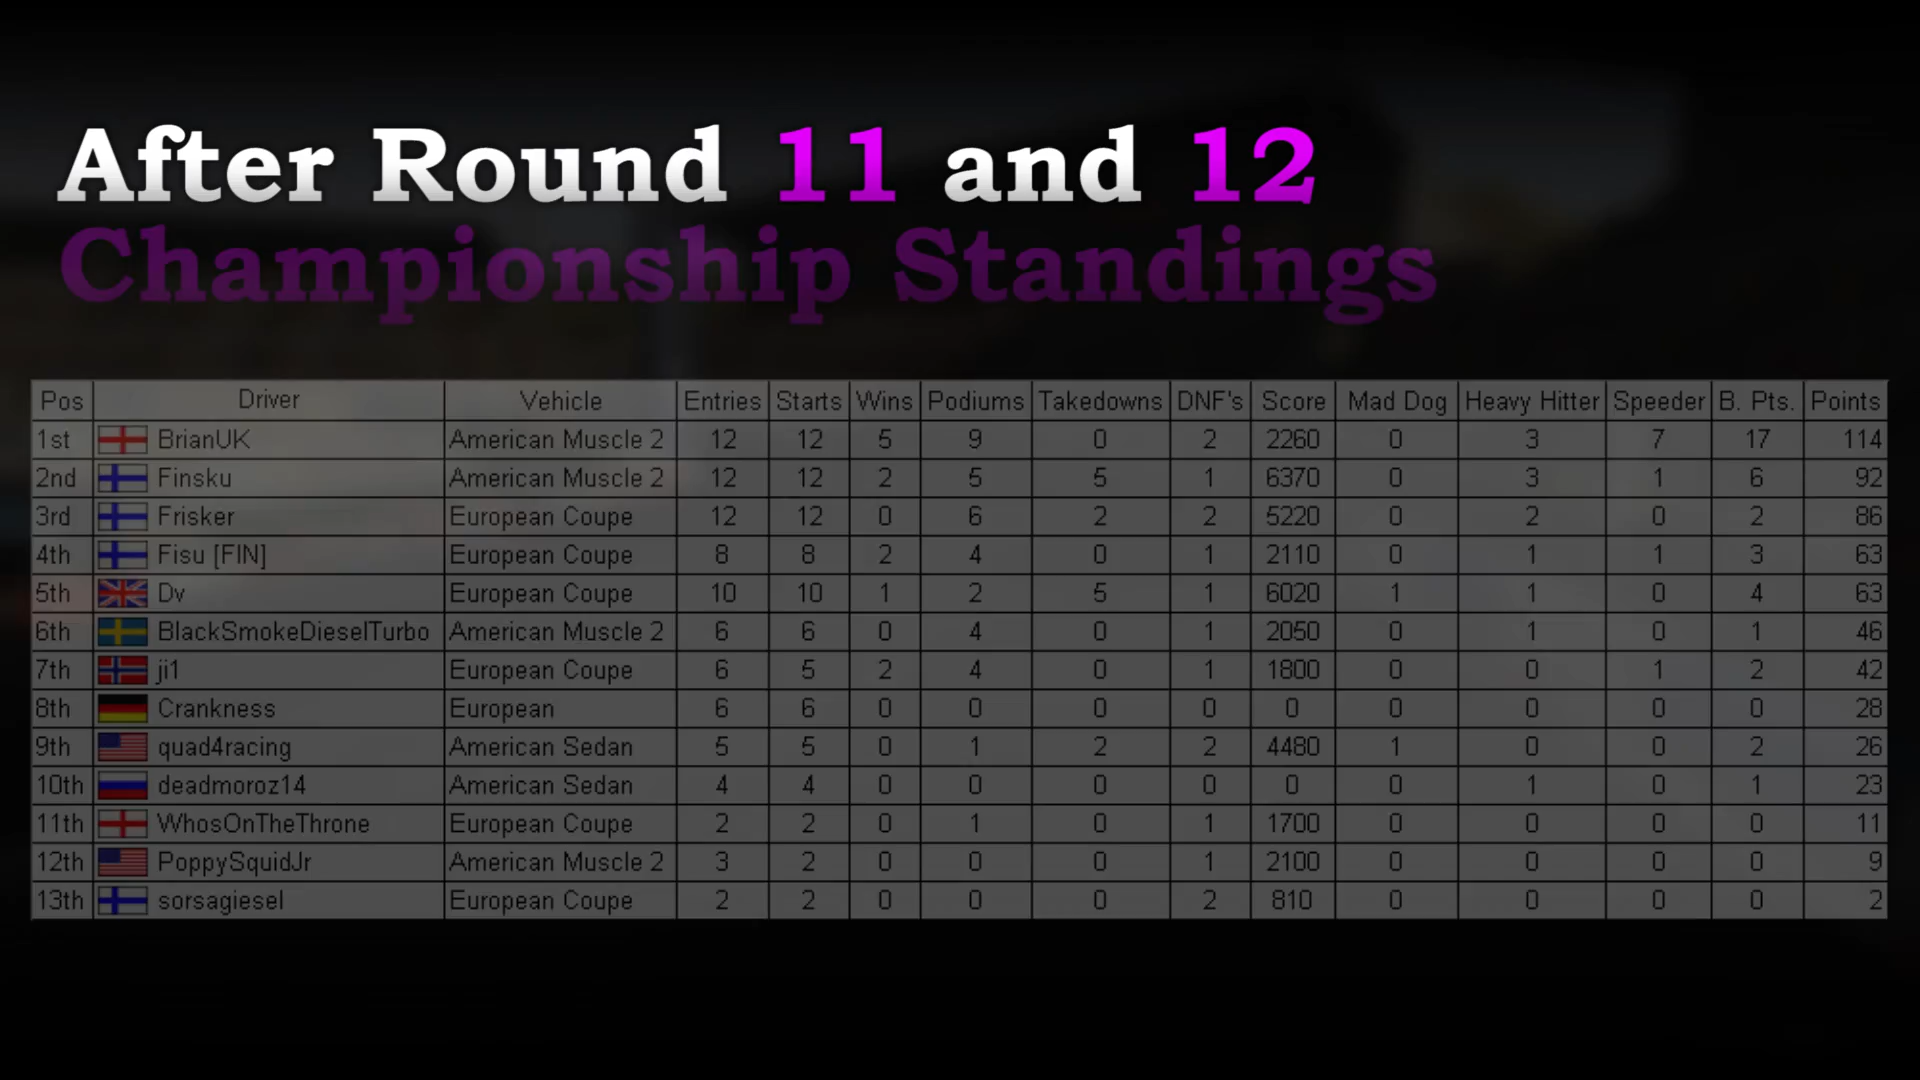 After Round 11 and 12
Championship Standings
Pos Driver Vehicle Entries Starts Wins Podiums Takedowns DNF's Score Mad Dog Heavy Hitter Speeder B. Pts. Points
1st BrianUK American Muscle 2 12 12 5 9 0 2 2260 0 3 7 17 114
2nd Finsku American Muscle 2 12 12 2 5 5 1 6370 0 3 1 6 92
3rd Frisker European Coupe 12 12 0 6 2 2 5220 0 2 0 2 86
4th Fisu [FIN] European Coupe 8 8 2 4 0 1 2110 0 1 1 3 63
5th Dv European Coupe 10 10 1 2 5 1 6020 1 1 0 4 63
6th BlackSmokeDieselTurbo American Muscle 2 6 6 0 4 0 1 2050 0 1 0 1 46
7th ji1 European Coupe 6 5 2 4 0 1 1800 0 0 1 2 42
8th Crankness European 6 6 0 0 0 0 0 0 0 0 0 28
9th quad4racing American Sedan 5 5 0 1 2 2 4480 1 0 0 2 26
10th deadmoroz14 American Sedan 4 4 0 0 0 0 0 0 1 0 1 23
11th WhosOnTheThrone European Coupe 2 2 0 1 0 1 1700 0 0 0 0 11
12th PoppySquidJr American Muscle 2 3 2 0 0 0 1 2100 0 0 0 0 9
13th sorsagiesel European Coupe 2 2 0 0 0 2 810 0 0 0 0 2